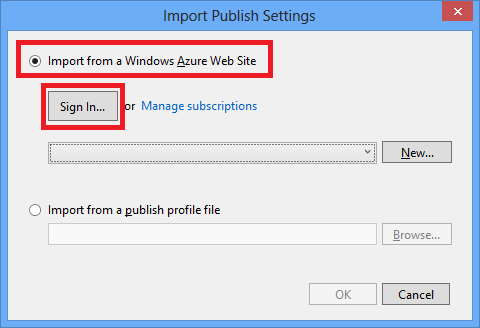 Import Publish Settings
Import from a Windows Azure Web Site
Sign In... or Manage subscriptions
New...
Import from a publish profile file
Browse...
OK Cancel